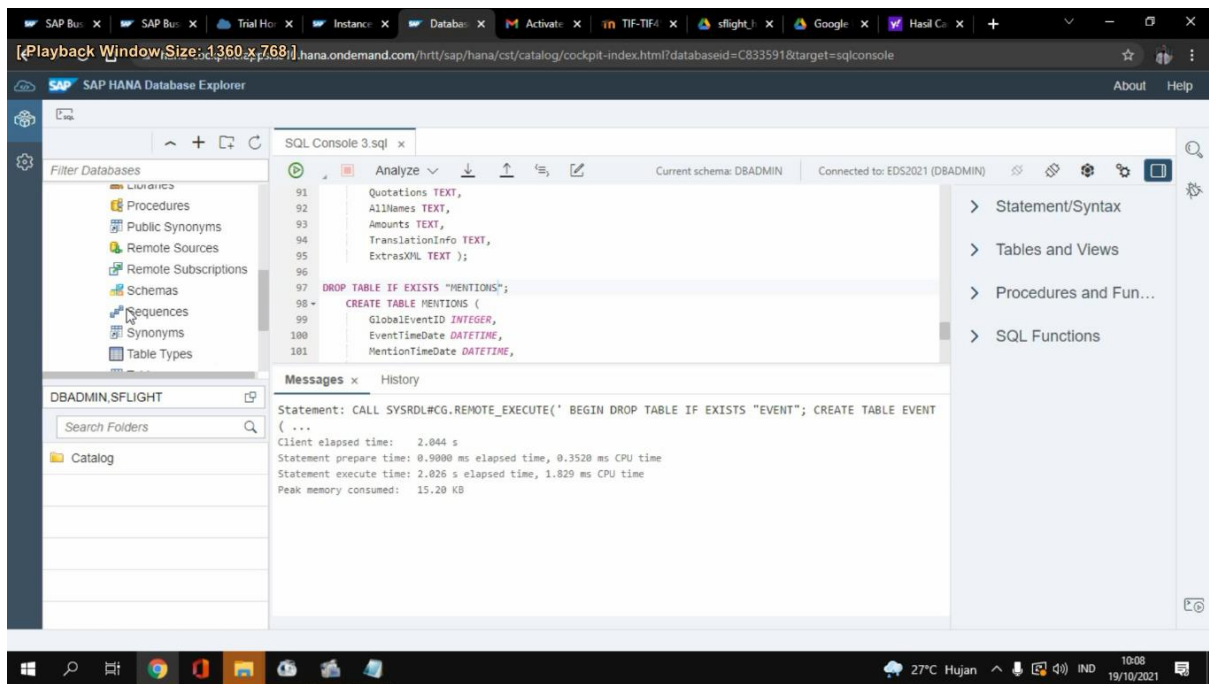 SAP Bus
SAP Bus
Trial Ho
Instance
Databas
Activate
TIF-TIF4
sflight_h
Google
Hasil Ca
[ Playback Window Size: 1360 x 768 ]
.hana.ondemand.com/hrtt/sap/hana/cst/catalog/cockpit-index.html?databaseid=C833591&target=sqlconsole
SAP SAP HANA Database Explorer
About Help
SQL Console 3.sql
Filter Databases
Analyze
Current schema: DBADMIN
Connected to: EDS2021 (DBADMIN)
Libraries
Procedures
Public Synonyms
Remote Sources
Remote Subscriptions
Schemas
Sequences
Synonyms
Table Types
91 Quotations TEXT,
92 AllNames TEXT,
93 Amounts TEXT,
94 TranslationInfo TEXT,
95 ExtrasXML TEXT );
96
97 DROP TABLE IF EXISTS "MENTIONS";
98 CREATE TABLE MENTIONS (
99 GlobalEventID INTEGER,
100 EventTimeDate DATETIME,
101 MentionTimeDate DATETIME,
Statement/Syntax
Tables and Views
Procedures and Fun...
SQL Functions
DBADMIN,SFLIGHT
Search Folders
Catalog
Messages
History
Statement: CALL SYSRDL#CG.REMOTE_EXECUTE(' BEGIN DROP TABLE IF EXISTS "EVENT"; CREATE TABLE EVENT
( ...
Client elapsed time: 2.044 s
Statement prepare time: 0.9000 ms elapsed time, 0.3520 ms CPU time
Statement execute time: 2.026 s elapsed time, 1.829 ms CPU time
Peak memory consumed: 15.20 KB
27°C Hujan
IND
10:08
19/10/2021